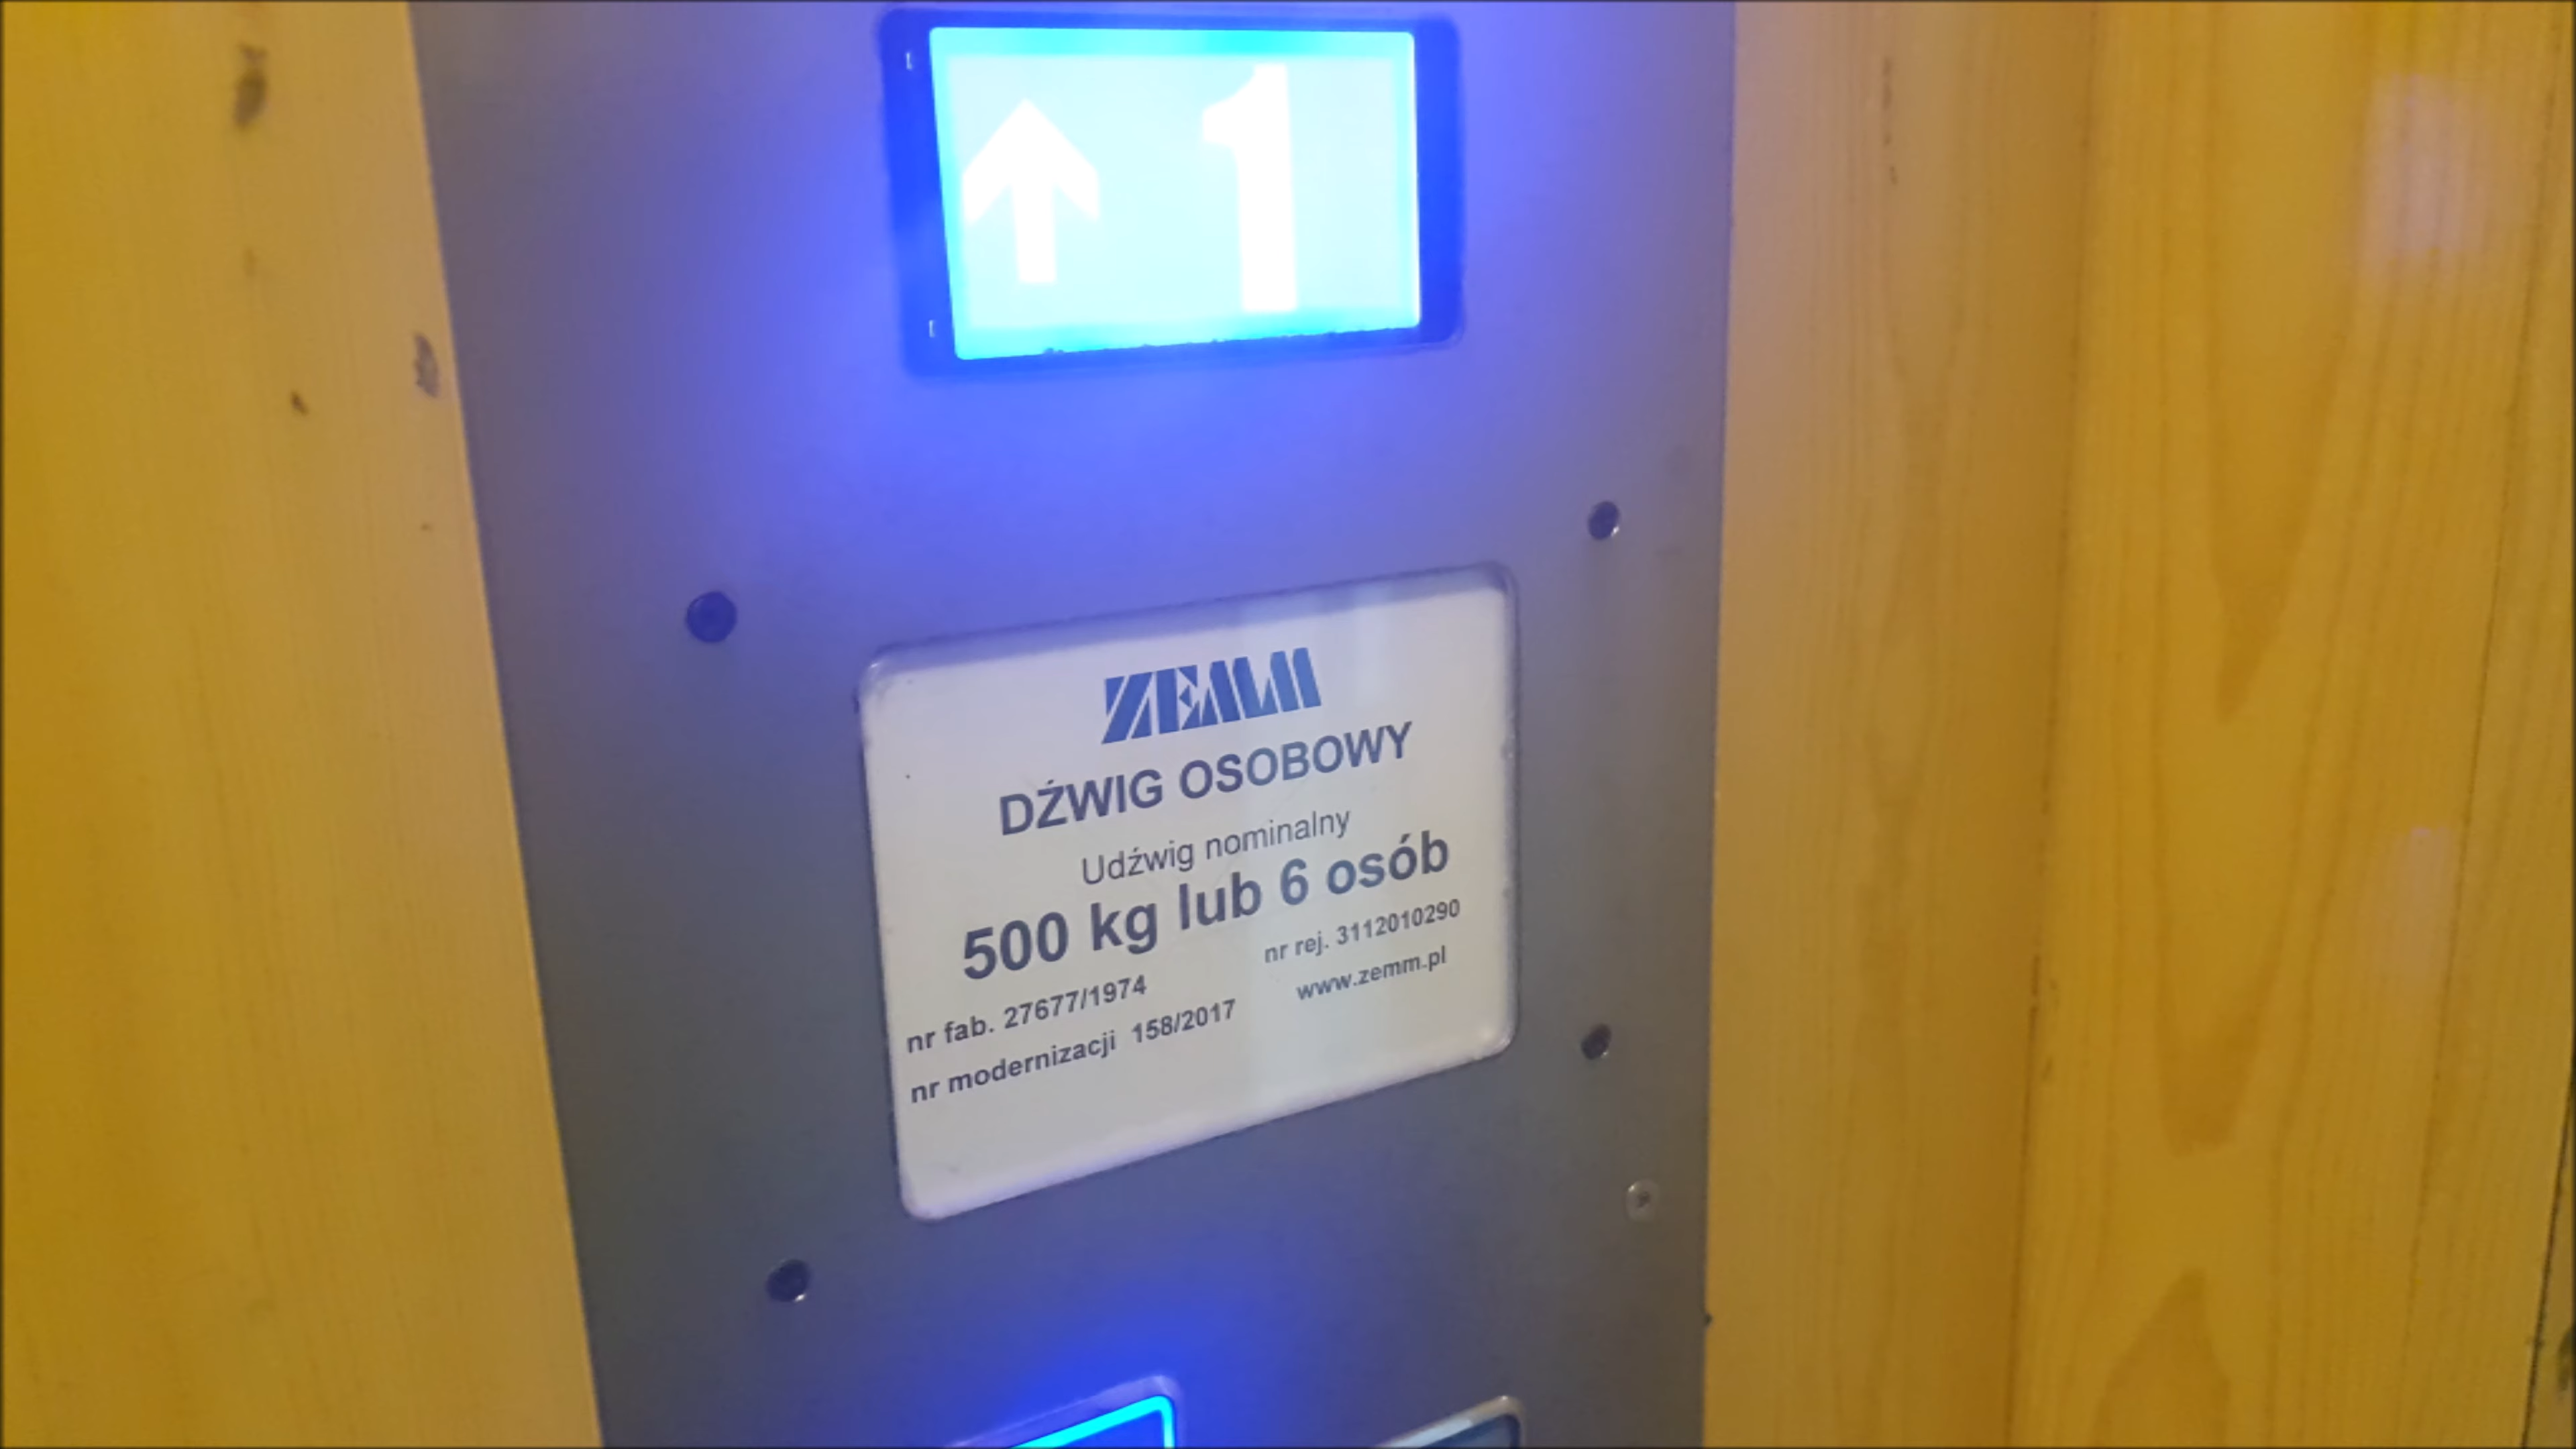 ↑ 1
ZEMM
DŹWIG OSOBOWY
Udźwig nominalny
500 kg lub 6 osób
nr fab. 27677/1974 nr rej. 3112010290
nr modernizacji 158/2017 www.zemm.pl